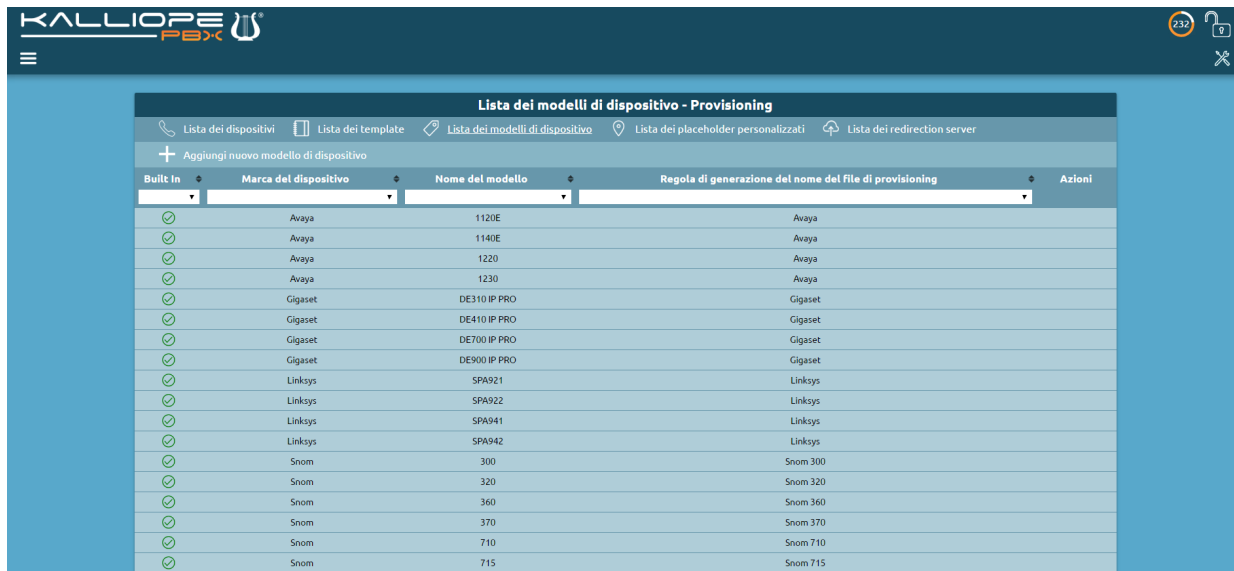 KALLIOPE
PBX
232
Lista dei modelli di dispositivo - Provisioning
Lista dei dispositivi Lista dei template Lista dei modelli di dispositivo Lista dei placeholder personalizzati Lista dei redirection server
Aggiungi nuovo modello di dispositivo
Built In Marca del dispositivo Nome del modello Regola di generazione del nome del file di provisioning Azioni
Avaya 1120E Avaya
Avaya 1140E Avaya
Avaya 1220 Avaya
Avaya 1230 Avaya
Gigaset DE310 IP PRO Gigaset
Gigaset DE410 IP PRO Gigaset
Gigaset DE700 IP PRO Gigaset
Gigaset DE900 IP PRO Gigaset
Linksys SPA921 Linksys
Linksys SPA922 Linksys
Linksys SPA941 Linksys
Linksys SPA942 Linksys
Snom 300 Snom 300
Snom 320 Snom 320
Snom 360 Snom 360
Snom 370 Snom 370
Snom 710 Snom 710
Snom 715 Snom 715